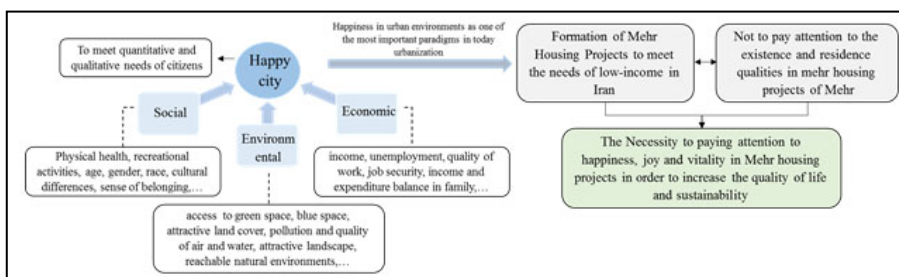 Happiness in urban environments as one of
the most important paradigms in today
urbanization
To meet quantitative and
qualitative needs of citizens
Happy
city
Social
Environm
ental
Economic
Physical health, recreational
activities, age, gender, race, cultural
differences, sense of belonging,...
income, unemployment, quality of
work, job security, income and
expenditure balance in family,...
access to green space, blue space,
attractive land cover, pollution and quality
of air and water, attractive landscape,
reachable natural environments,...
Formation of Mehr
Housing Projects to meet
the needs of low-income in
Iran
Not to pay attention to the
existence and residence
qualities in mehr housing
projects of Mehr
The Necessity to paying attention to
happiness, joy and vitality in Mehr housing
projects in order to increase the quality of life
and sustainability